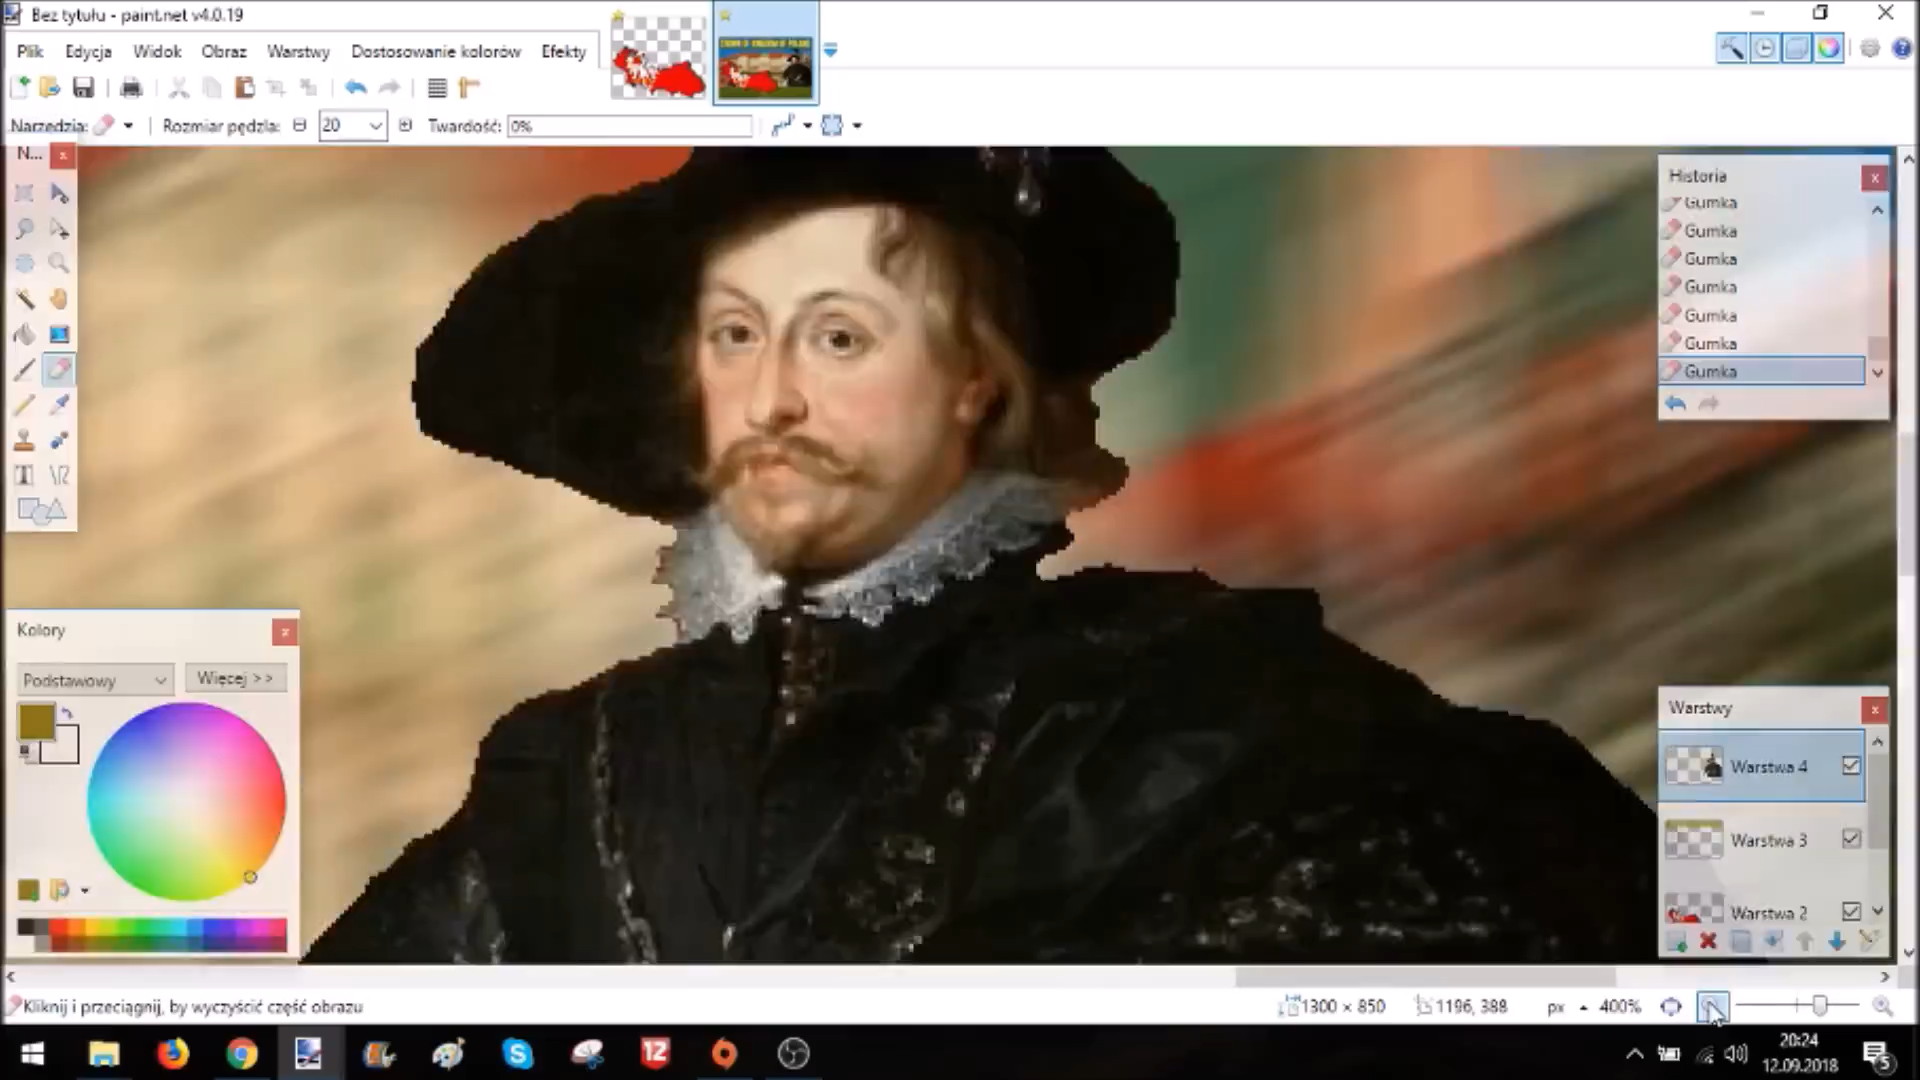 Bez tytułu - paint.net v4.0.19
Plik Edycja Widok Obraz Warstwy Dostosowanie kolorów Efekty
Narzędzia: Rozmiar pędzla: 20 Twardość: 0%
N...
Historia
Gumka
Gumka
Gumka
Gumka
Gumka
Gumka
Gumka
Kolory
Podstawowy Więcej >>
Warstwy
Warstwa 4
Warstwa 3
Warstwa 2
Kliknij i przeciągnij, by wyczyścić część obrazu 1300 × 850 1196, 388 px 400%
12
20:24
12.09.2018
5